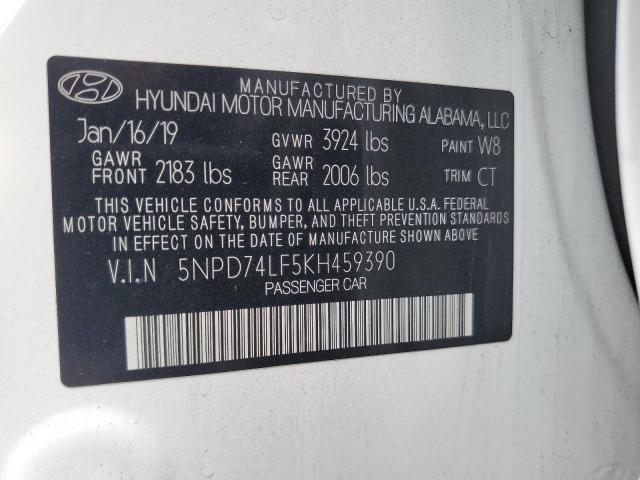 MANUFACTURED BY
HYUNDAI MOTOR MANUFACTURING ALABAMA, LLC
Jan/16/19 GVWR 3924 lbs PAINT W8
GAWR FRONT 2183 lbs GAWR REAR 2006 lbs TRIM CT
THIS VEHICLE CONFORMS TO ALL APPLICABLE U.S.A. FEDERAL
MOTOR VEHICLE SAFETY, BUMPER, AND THEFT PREVENTION STANDARDS
IN EFFECT ON THE DATE OF MANUFACTURE SHOWN ABOVE.
V.I.N 5NPD74LF5KH459390
PASSENGER CAR